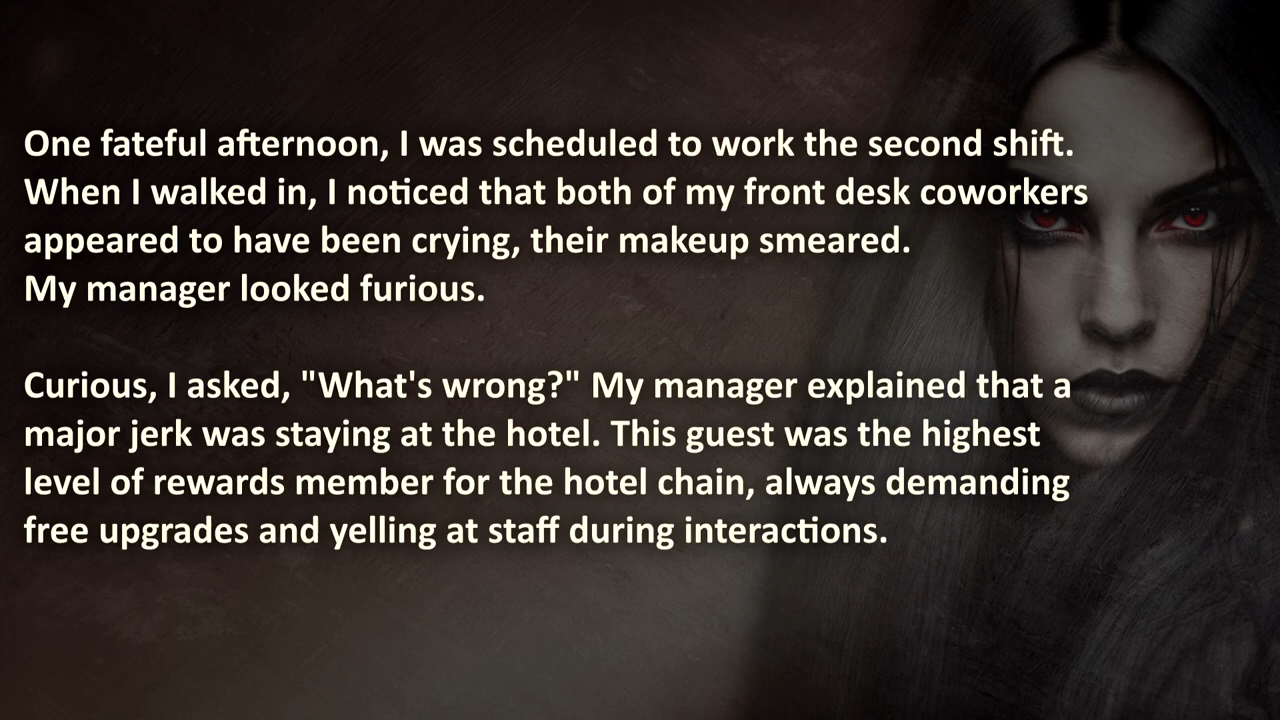 One fateful afternoon, I was scheduled to work the second shift.
When I walked in, I noticed that both of my front desk coworkers
appeared to have been crying, their makeup smeared.
My manager looked furious.
Curious, I asked, "What's wrong?" My manager explained that a
major jerk was staying at the hotel. This guest was the highest
level of rewards member for the hotel chain, always demanding
free upgrades and yelling at staff during interactions.